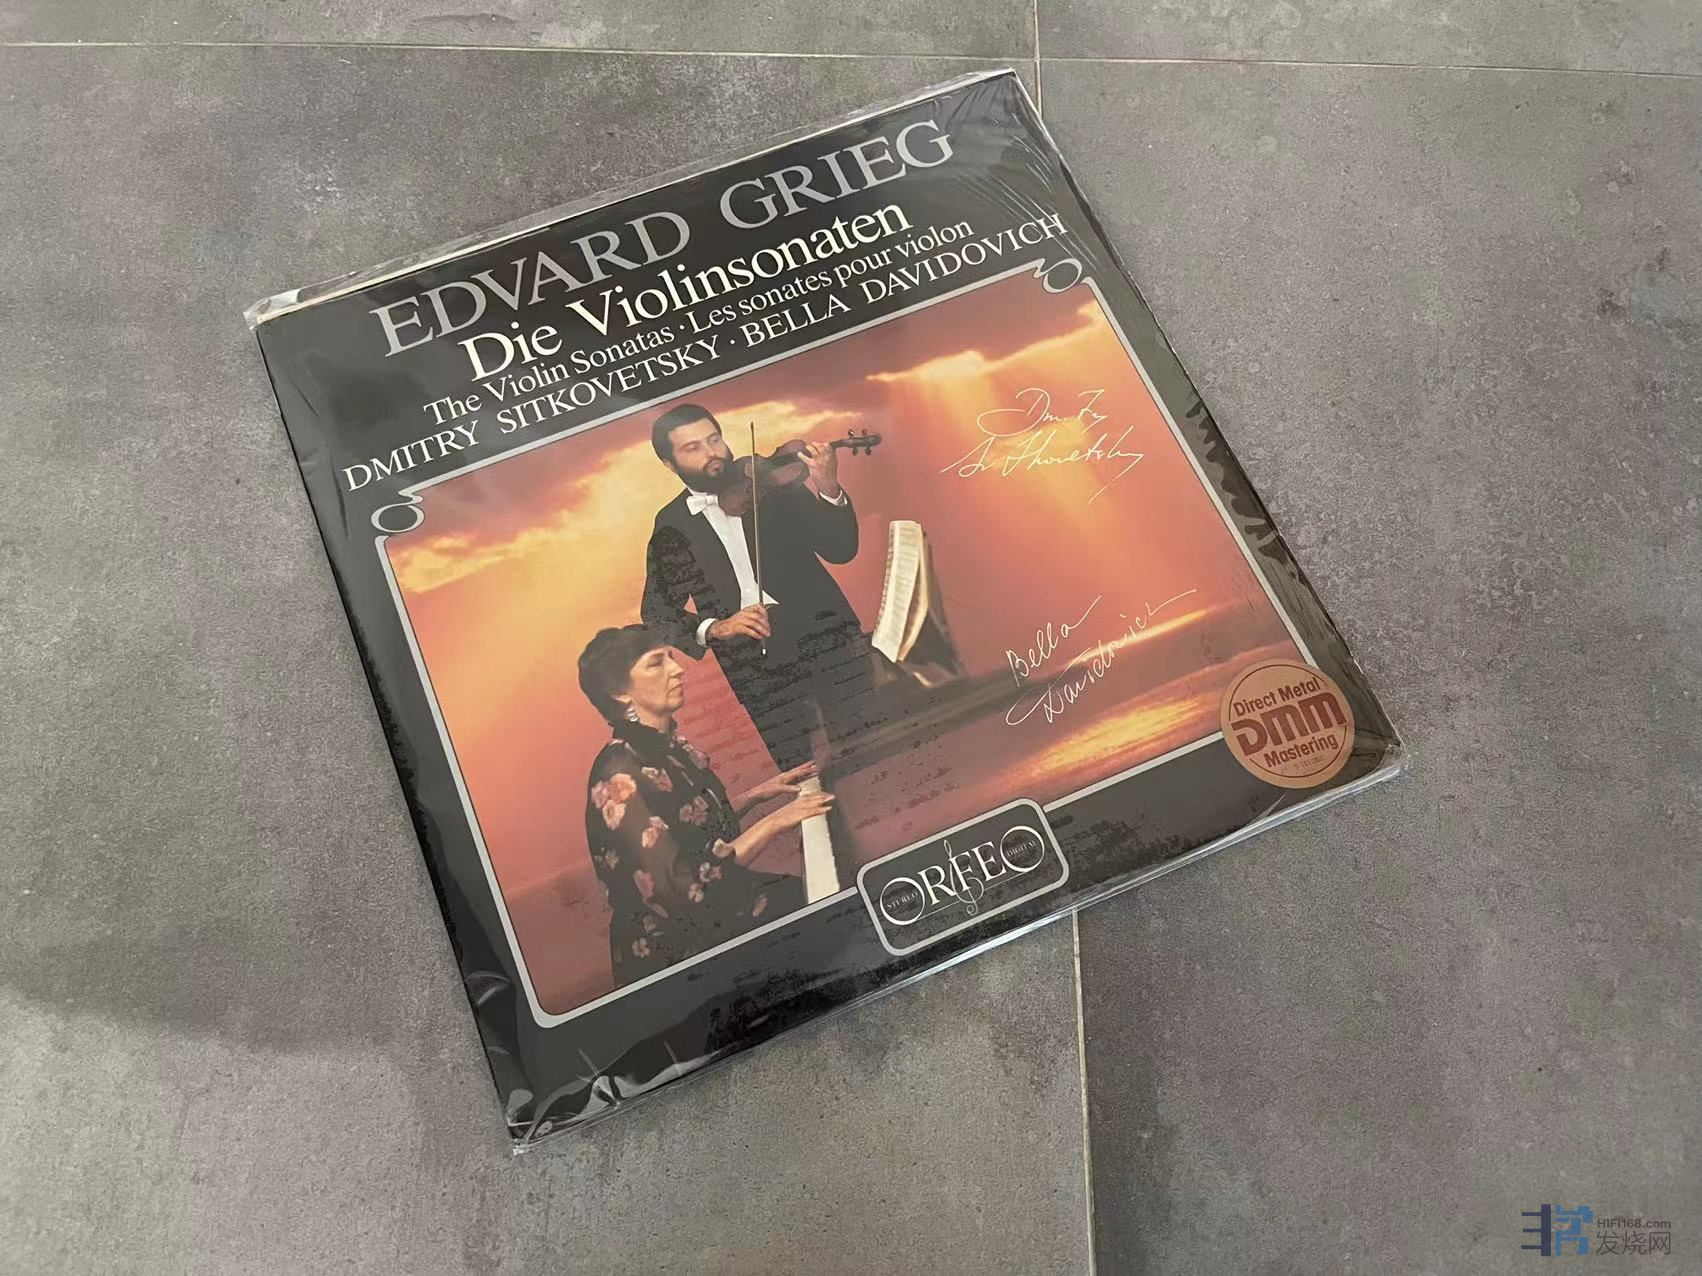 EDVARD GRIEG
Die Violinsonaten
The Violin Sonatas · Les sonates pour violon
DMITRY SITKOVETSKY · BELLA DAVIDOVICH
Bella
Davidovich
Direct Metal
DMM
Mastering
TELDEC
STEREO
ORFEO
DIGITAL
HIFI168.com
发烧网